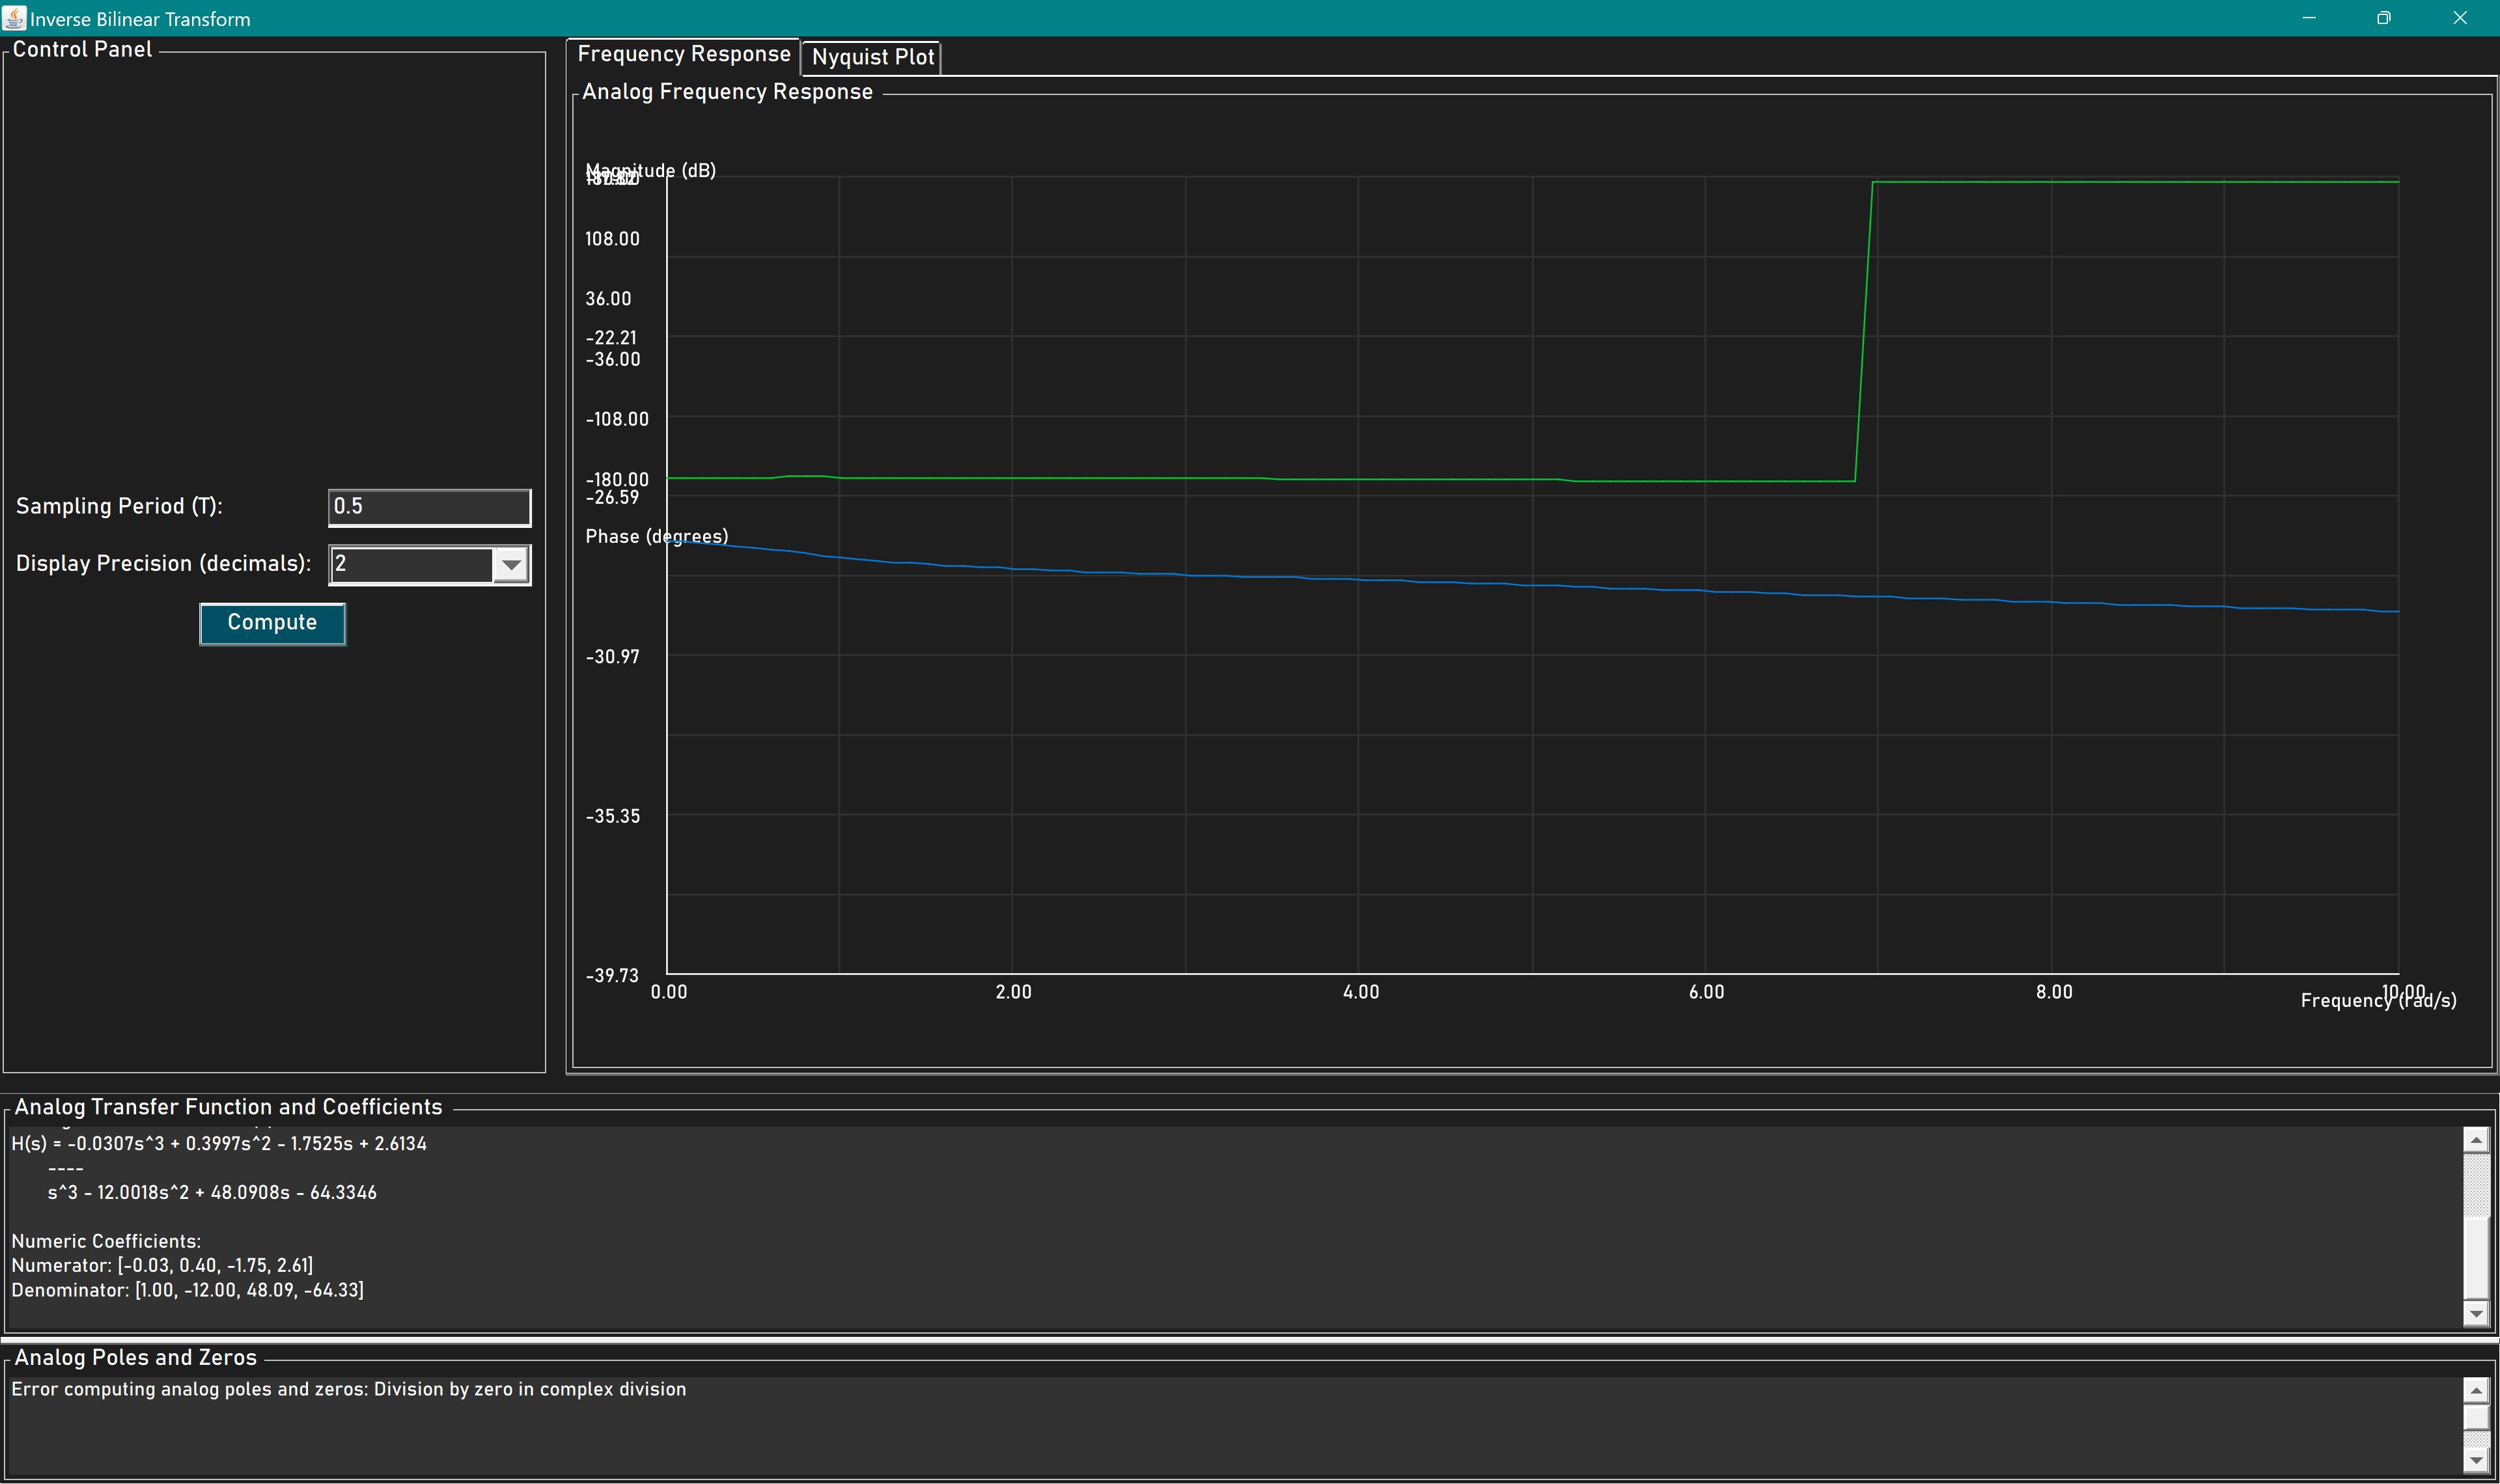 Inverse Bilinear Transform
Control Panel
Sampling Period (T):
0.5
Display Precision (decimals):
2
Compute
Frequency Response
Nyquist Plot
Analog Frequency Response
Magnitude (dB)
108.00
36.00
-22.21
-36.00
-108.00
-180.00
-26.59
Phase (degrees)
-30.97
-35.35
-39.73
0.00
2.00
4.00
6.00
8.00
10.00
Frequency (rad/s)
Analog Transfer Function and Coefficients
H(s) = -0.0307s^3 + 0.3997s^2 - 1.7525s + 2.6134
----
s^3 - 12.0018s^2 + 48.0908s - 64.3346
Numeric Coefficients:
Numerator: [-0.03, 0.40, -1.75, 2.61]
Denominator: [1.00, -12.00, 48.09, -64.33]
Analog Poles and Zeros
Error computing analog poles and zeros: Division by zero in complex division